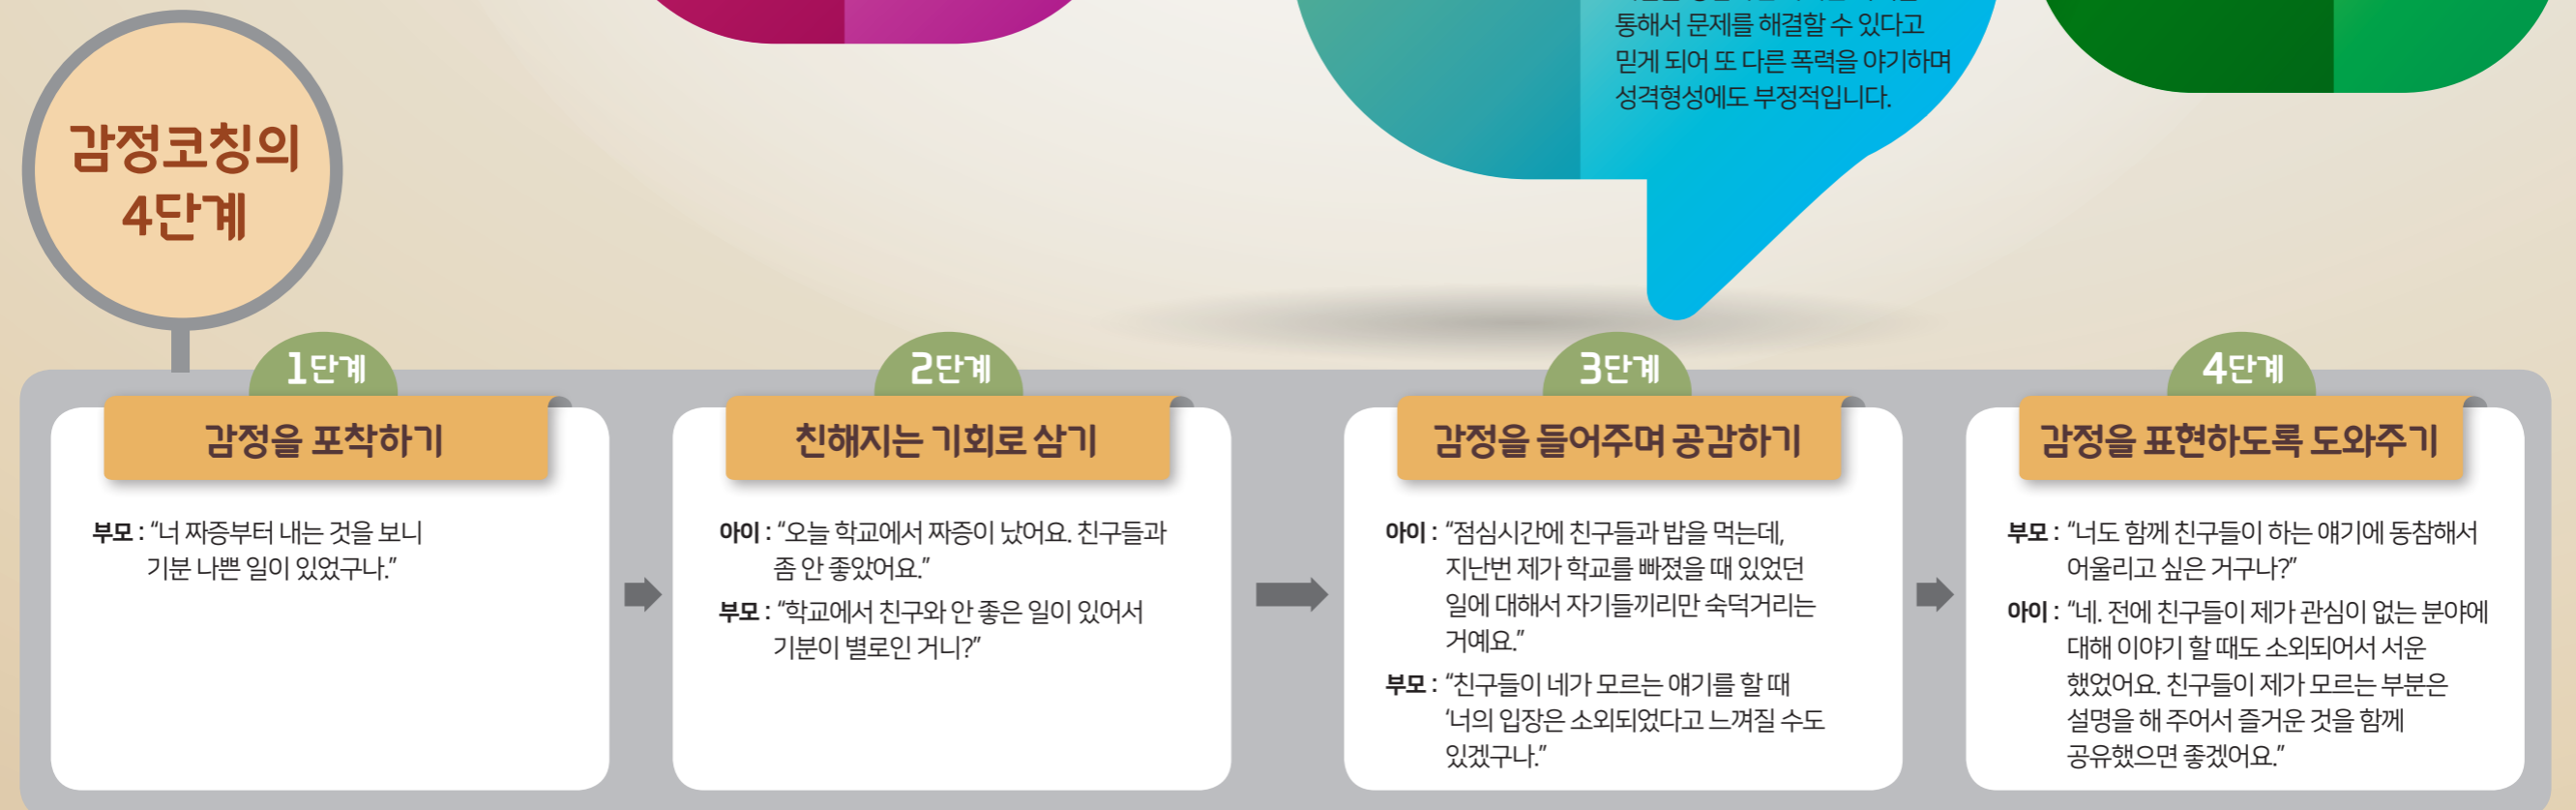 통해서 문제를 해결할 수 있다고
믿게 되어 또 다른 폭력을 야기하며
성격형성에도 부정적입니다.
감정코칭의
4단계
1단계
감정을 포착하기
부모 : “너 짜증부터 내는 것을 보니
기분 나쁜 일이 있었구나.”
2단계
친해지는 기회로 삼기
아이 : “오늘 학교에서 짜증이 났어요. 친구들과
좀 안 좋았어요.”
부모 : “학교에서 친구와 안 좋은 일이 있어서
기분이 별로인 거니?”
3단계
감정을 들어주며 공감하기
아이 : “점심시간에 친구들과 밥을 먹는데,
지난번 제가 학교를 빠졌을 때 있었던
일에 대해서 자기들끼리만 숙덕거리는
거예요.”
부모 : “친구들이 네가 모르는 얘기를 할 때
‘너의 입장은 소외되었다고 느껴질 수도
있겠구나.”
4단계
감정을 표현하도록 도와주기
부모 : “너도 함께 친구들이 하는 얘기에 동참해서
어울리고 싶은 거구나?”
아이 : “네. 전에 친구들이 제가 관심이 없는 분야에
대해 이야기 할 때도 소외되어서 서운
했었어요. 친구들이 제가 모르는 부분은
설명을 해 주어서 즐거운 것을 함께
공유했으면 좋겠어요.”